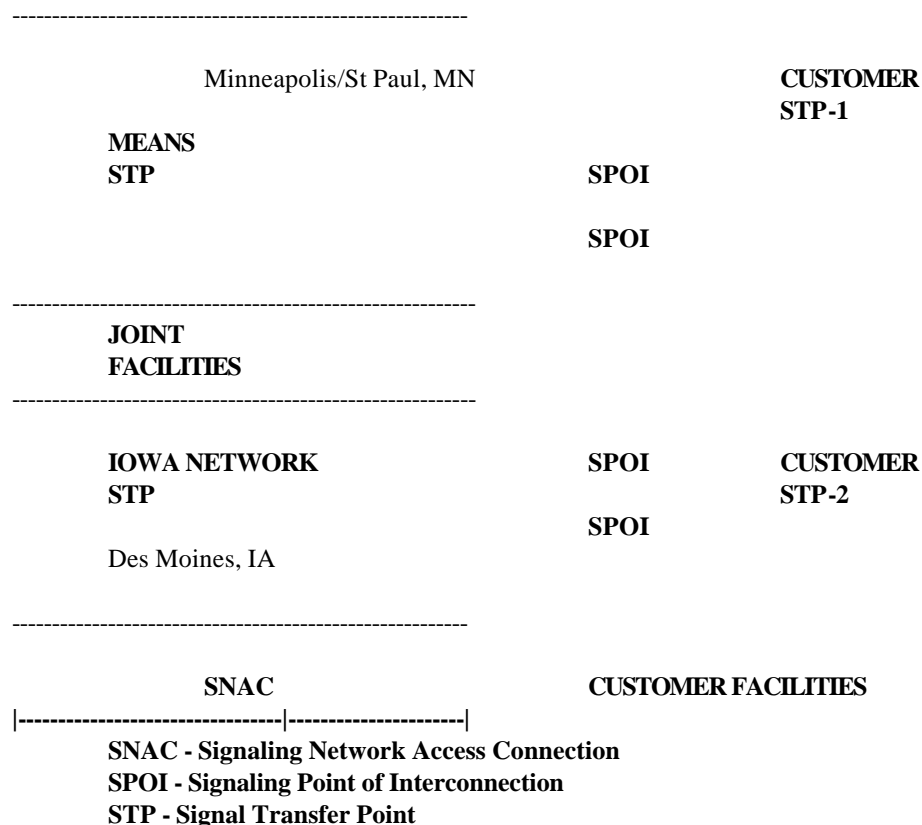 ---------------------------------------------------------
Minneapolis/St Paul, MN CUSTOMER
STP-1
MEANS
STP SPOI
SPOI
----------------------------------------------------------
JOINT
FACILITIES
----------------------------------------------------------
IOWA NETWORK SPOI CUSTOMER
STP STP-2
SPOI
Des Moines, IA
---------------------------------------------------------
SNAC CUSTOMER FACILITIES
|---------------------------------|----------------------|
SNAC - Signaling Network Access Connection
SPOI - Signaling Point of Interconnection
STP - Signal Transfer Point